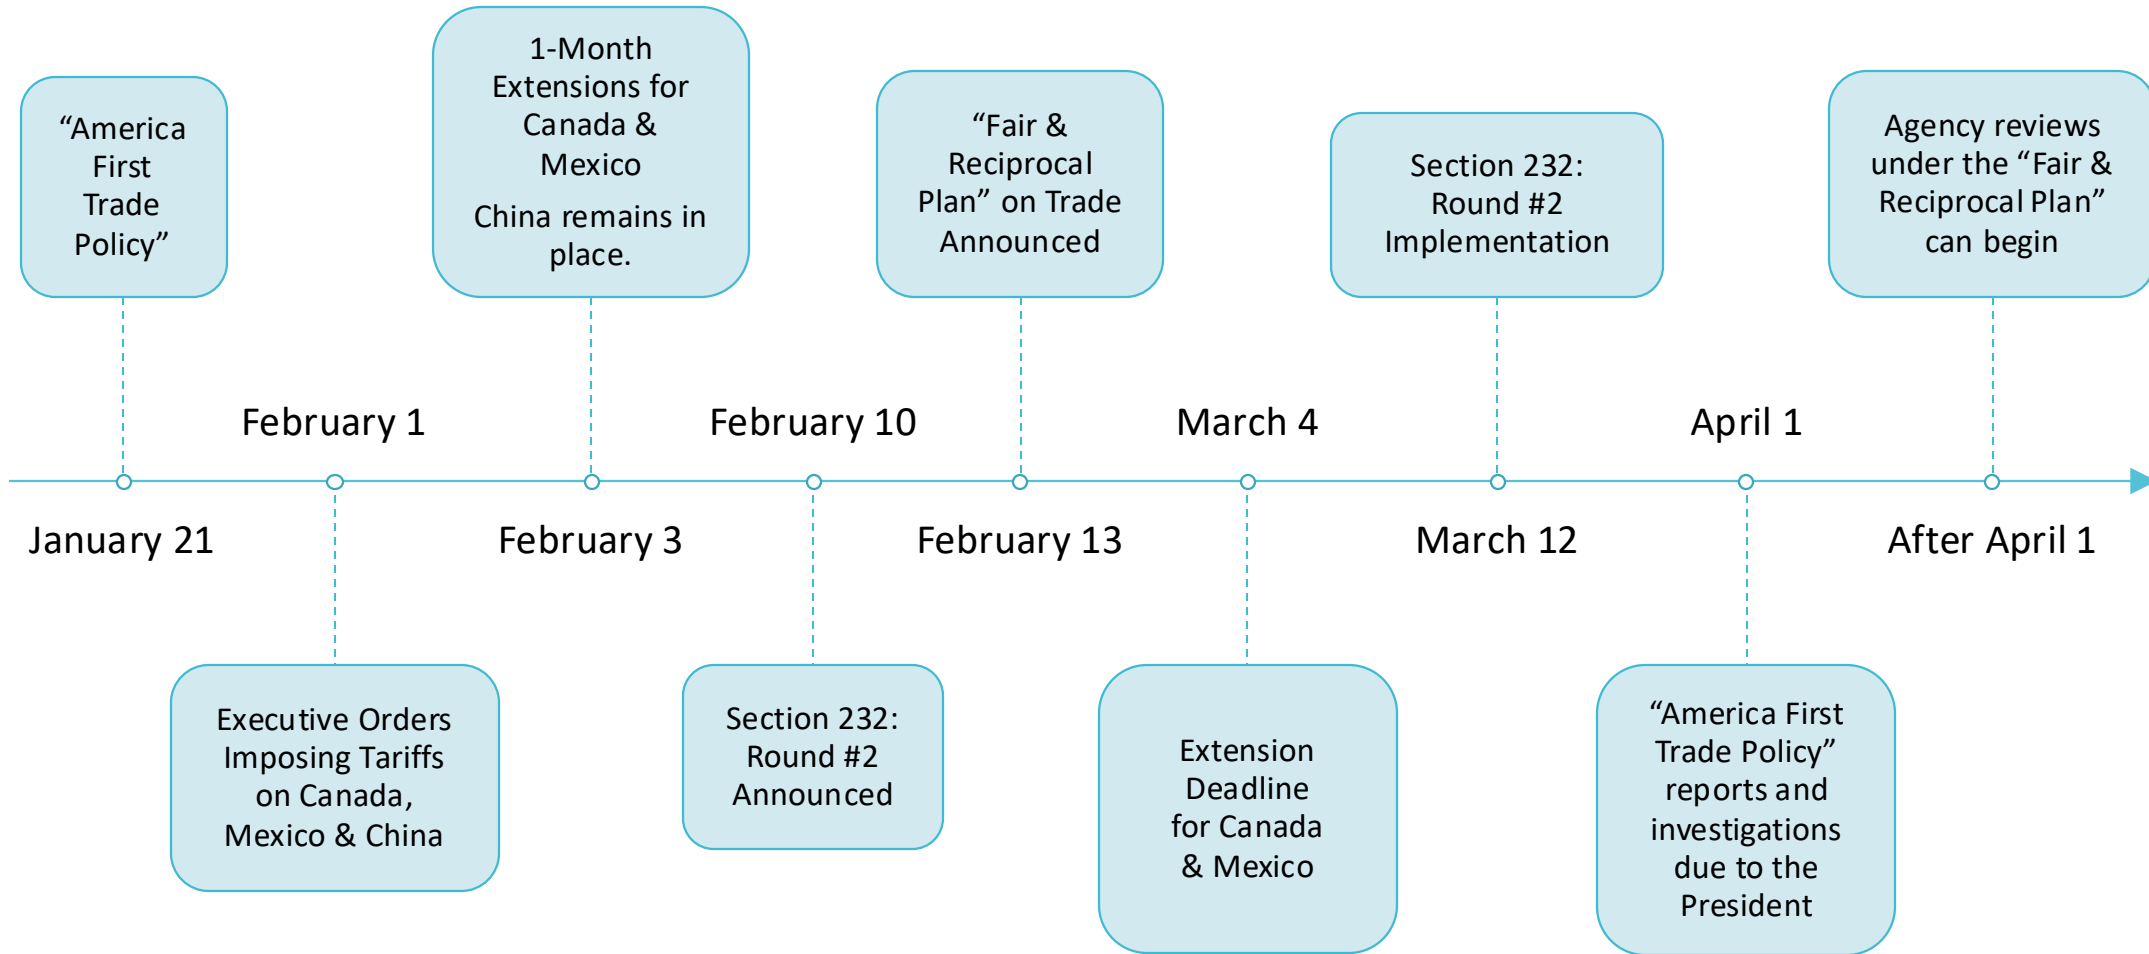 “America
First
Trade
Policy”
January 21
February 1
Executive Orders
Imposing Tariffs
on Canada,
Mexico & China
1-Month
Extensions for
Canada &
Mexico
China remains in
place.
February 3
February 10
Section 232:
Round #2
Announced
“Fair &
Reciprocal
Plan” on Trade
Announced
February 13
March 4
Extension
Deadline
for Canada
& Mexico
Section 232:
Round #2
Implementation
March 12
April 1
“America First
Trade Policy”
reports and
investigations
due to the
President
Agency reviews
under the “Fair &
Reciprocal Plan”
can begin
After April 1